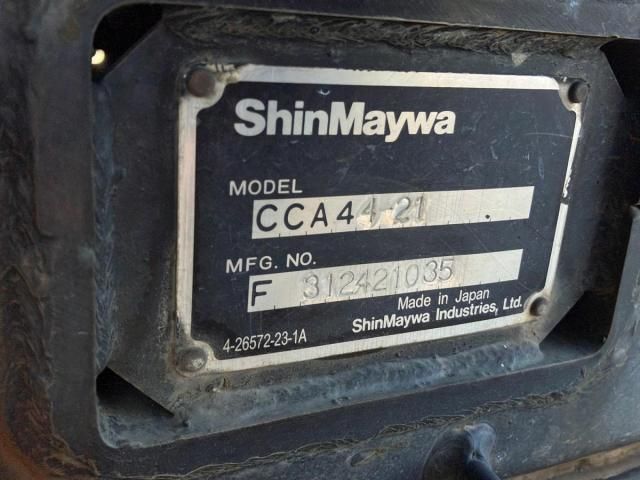 ShinMaywa
MODEL
CCA44-21
MFG. NO.
F 312421035
Made in Japan
ShinMaywa Industries, Ltd.
4-26572-23-1A